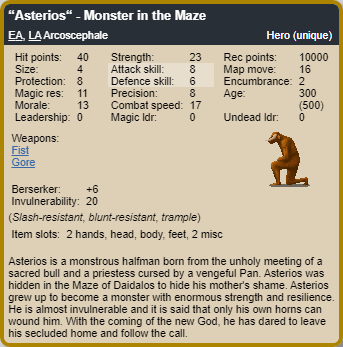 “Asterios“ - Monster in the Maze
EA, LA Arcoscephale Hero (unique)
Hit points: 40 Strength: 23 Rec points: 10000
Size: 4 Attack skill: 8 Map move: 16
Protection: 8 Defence skill: 6 Encumbrance: 2
Magic res: 11 Precision: 8 Age: 300
Morale: 13 Combat speed: 17 (500)
Leadership: 0 Magic ldr: 0 Undead ldr: 0
Weapons:
Fist
Gore
Berserker: +6
Invulnerability: 20
(Slash-resistant, blunt-resistant, trample)
Item slots: 2 hands, head, body, feet, 2 misc
Asterios is a monstrous halfman born from the unholy meeting of a
sacred bull and a priestess cursed by a vengeful Pan. Asterios was
hidden in the Maze of Daidalos to hide his mother's shame. Asterios
grew up to become a monster with enormous strength and resilience.
He is almost invulnerable and it is said that only his own horns can
wound him. With the coming of the new God, he has dared to leave
his secluded home and follow the call.